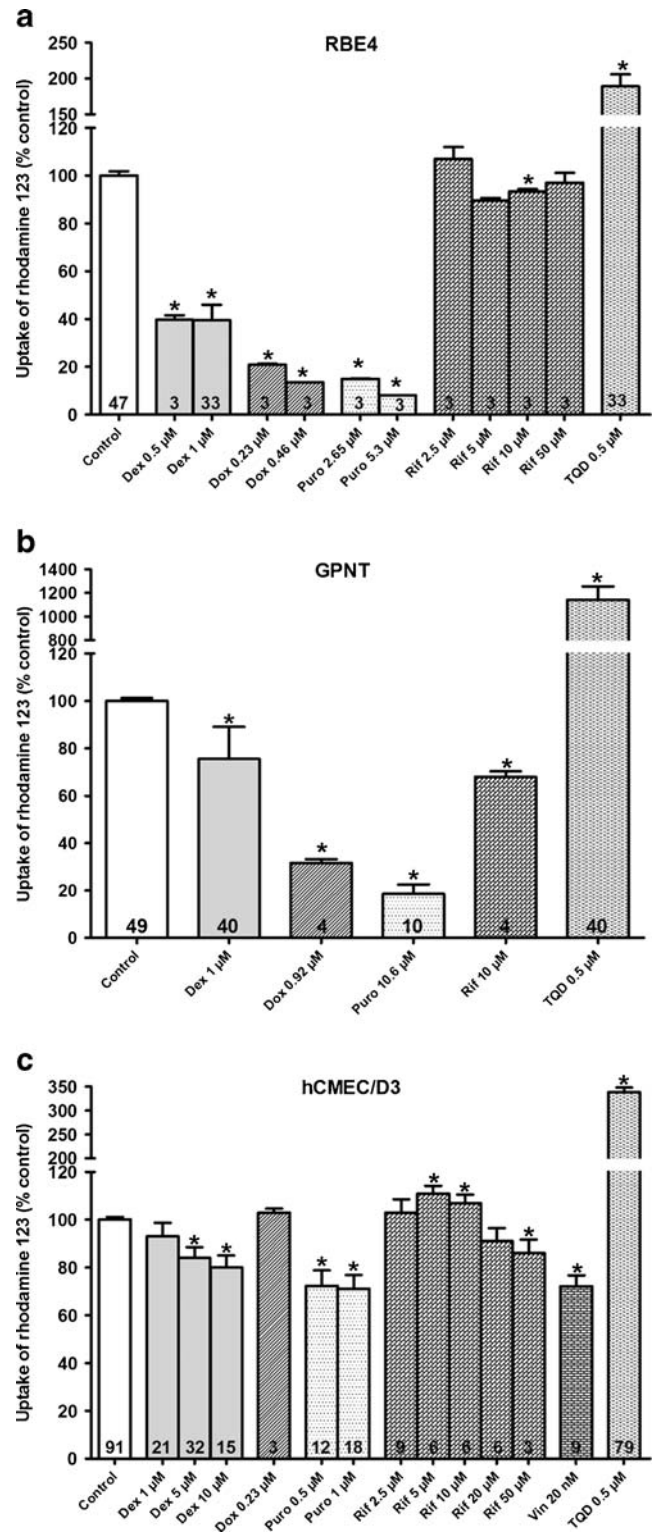 a
RBE4
Uptake of rhodamine 123 (% control)
250
200
150
120
100
80
60
40
20
0
* * * * * * * *
47 3 33 3 3 3 3 3 3 3 3 33
Control Dex 0.5 µM Dex 1 µM Dox 0.23 µM Dox 0.46 µM Puro 2.65 µM Puro 5.3 µM Rif 2.5 µM Rif 5 µM Rif 10 µM Rif 50 µM TQD 0.5 µM
b
GPNT
Uptake of rhodamine 123 (% control)
1400
1200
1000
800
120
100
80
60
40
20
0
* * * * *
49 40 4 10 4 40
Control Dex 1 µM Dox 0.92 µM Puro 10.6 µM Rif 10 µM TQD 0.5 µM
c
hCMEC/D3
Uptake of rhodamine 123 (% control)
350
300
250
200
120
100
80
60
40
20
0
* * * * * * * * *
91 21 32 15 3 12 18 9 6 6 6 3 9 79
Control Dex 1 µM Dex 5 µM Dex 10 µM Dox 0.23 µM Puro 0.5 µM Puro 1 µM Rif 2.5 µM Rif 5 µM Rif 10 µM Rif 20 µM Rif 50 µM Vin 20 nM TQD 0.5 µM